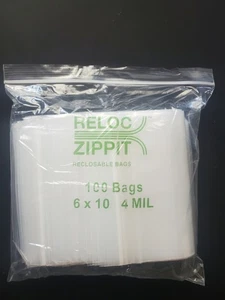 RELOC
ZIPPIT
RECLOSABLE BAGS
100 Bags
6 x 10 4 MIL